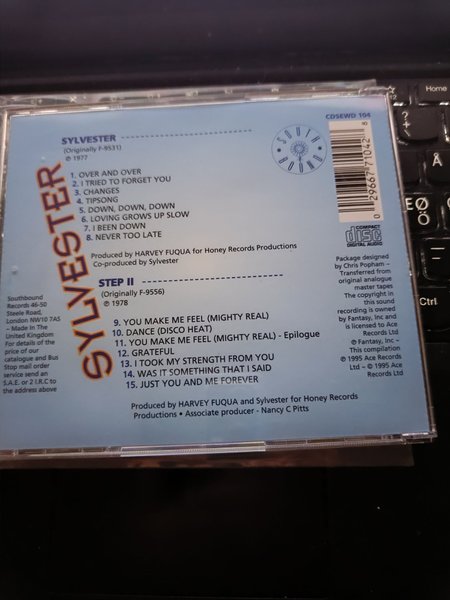 Home
CDSEWD 104
SOUTH BOUND
0 29667 71042 8
COMPACT
disc
DIGITAL AUDIO
Ctrl
SYLVESTER
SYLVESTER
(Originally F-9531)
℗ 1977
1. OVER AND OVER
2. I TRIED TO FORGET YOU
3. CHANGES
4. TIPSONG
5. DOWN, DOWN, DOWN
6. LOVING GROWS UP SLOW
7. I BEEN DOWN
8. NEVER TOO LATE
Produced by HARVEY FUQUA for Honey Records Productions
Co-produced by Sylvester
STEP II
(Originally F-9556)
℗ 1978
9. YOU MAKE ME FEEL (MIGHTY REAL)
10. DANCE (DISCO HEAT)
11. YOU MAKE ME FEEL (MIGHTY REAL) - Epilogue
12. GRATEFUL
13. I TOOK MY STRENGTH FROM YOU
14. WAS IT SOMETHING THAT I SAID
15. JUST YOU AND ME FOREVER
Produced by HARVEY FUQUA and Sylvester for Honey Records
Productions • Associate producer - Nancy C Pitts
Southbound
Records 46-50
Steele Road,
London NW10 7AS
– Made in The
United Kingdom
For details of the
price of our
catalogue and Bus
Stop mail order
service send an
S.A.E. or 2 I.R.C to
the address above
Package designed
by Chris Popham –
Transferred from
original analogue
master tapes
The copyright in
this sound
recording is owned
by Fantasy, Inc and
is licensed to Ace
Records Ltd
℗ Fantasy, Inc –
This compilation
℗ 1995 Ace Records
Ltd – © 1995 Ace
Records Ltd